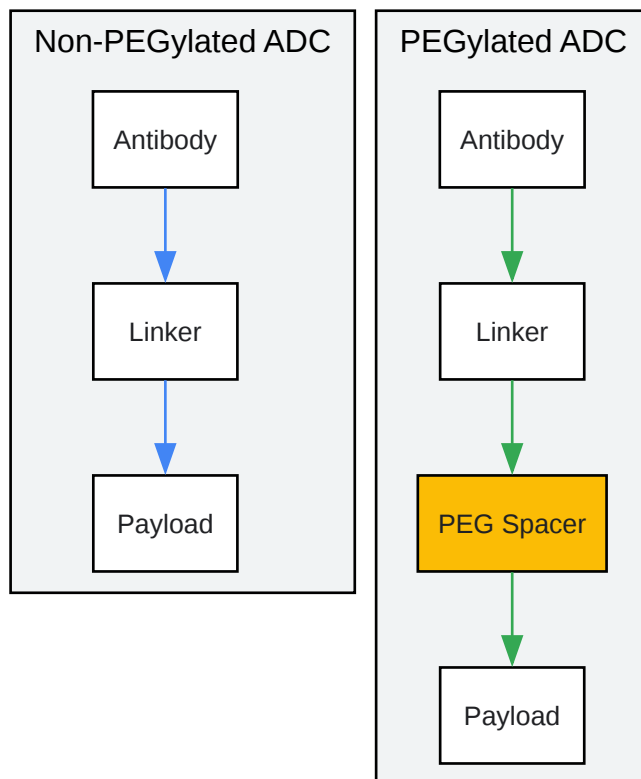 Non-PEGylated ADC
Antibody
Linker
Payload
PEGylated ADC
Antibody
Linker
PEG Spacer
Payload